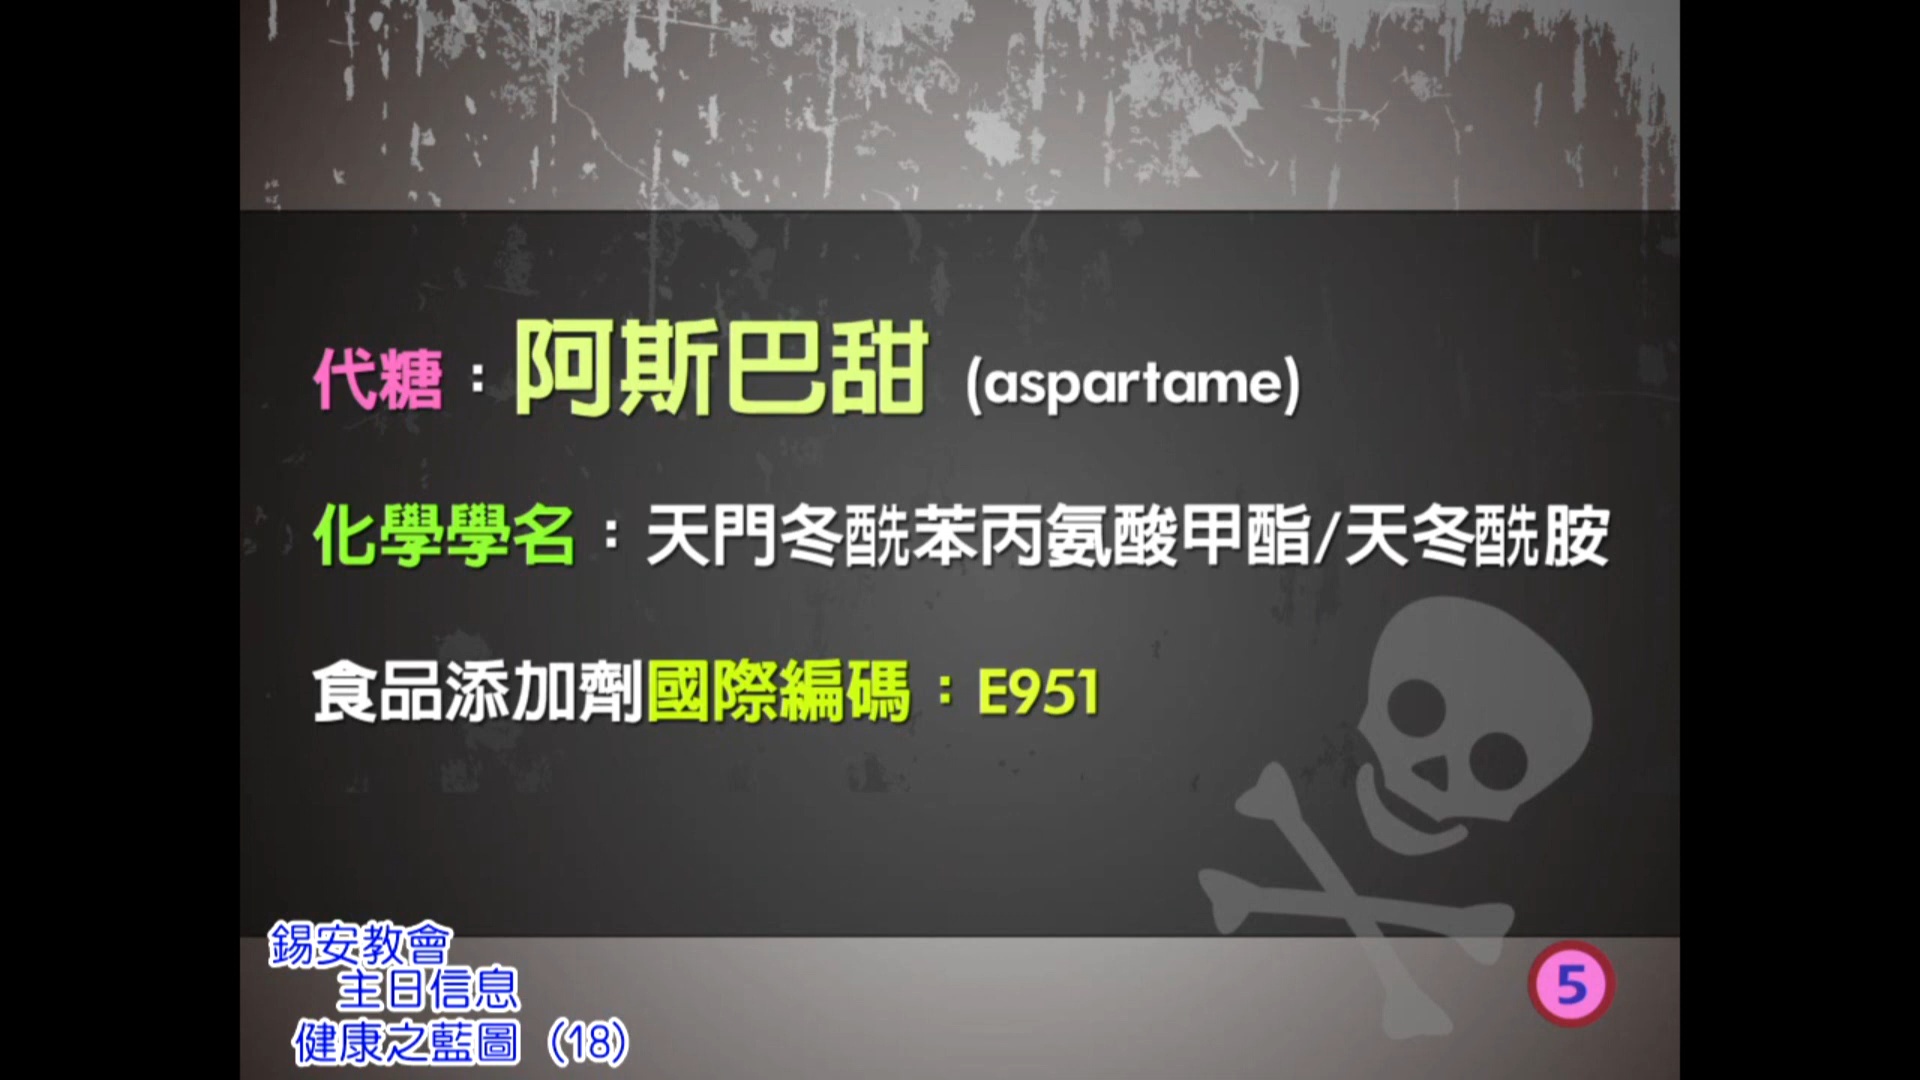 代糖：阿斯巴甜 (aspartame)
化學學名：天門冬酰苯丙氨酸甲酯/天冬酰胺
食品添加劑國際編碼：E951
錫安教會
主日信息
健康之藍圖（18）
5